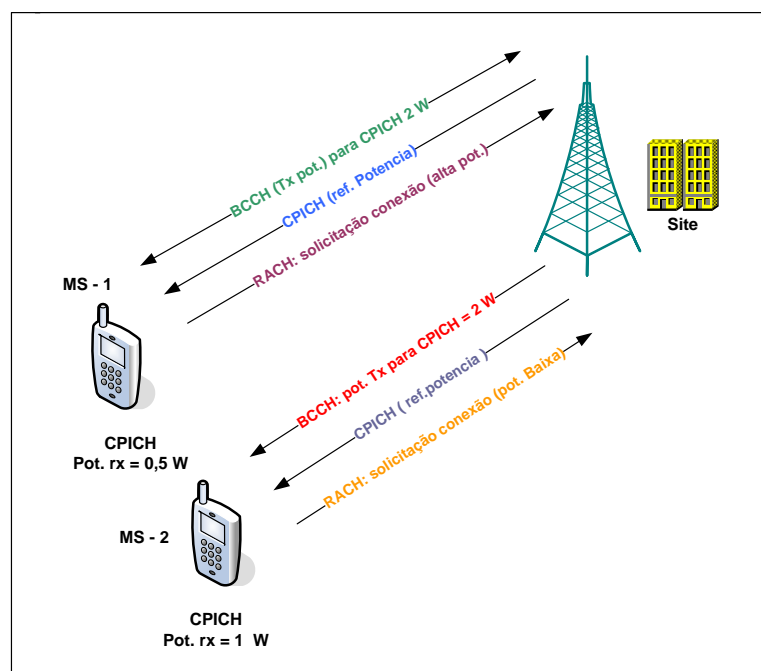 BCCH (Tx pot.) para CPICH 2 W
CPICH (ref. Potencia)
RACH: solicitação conexão (alta pot.)
Site
MS - 1
CPICH
Pot. rx = 0,5 W
BCCH: pot. Tx para CPICH = 2 W
CPICH ( ref.potencia )
RACH: solicitação conexão (pot. Baixa)
MS - 2
CPICH
Pot. rx = 1 W